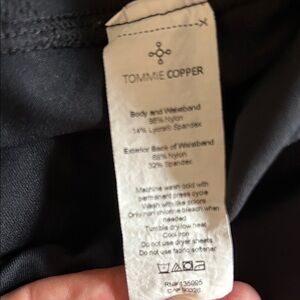 TOMMIE COPPER
Body and Waistband
86% Nylon
14% Lycra® Spandex
Exterior Back of Waistband
68% Nylon
32% Spandex
Machine wash cold with
permanent press cycle
Wash with like colors
Only non chlorine bleach when
needed
Tumble dry low heat
Cool iron
Do not use dryer sheets
Do not use fabric softener
RN# 135095